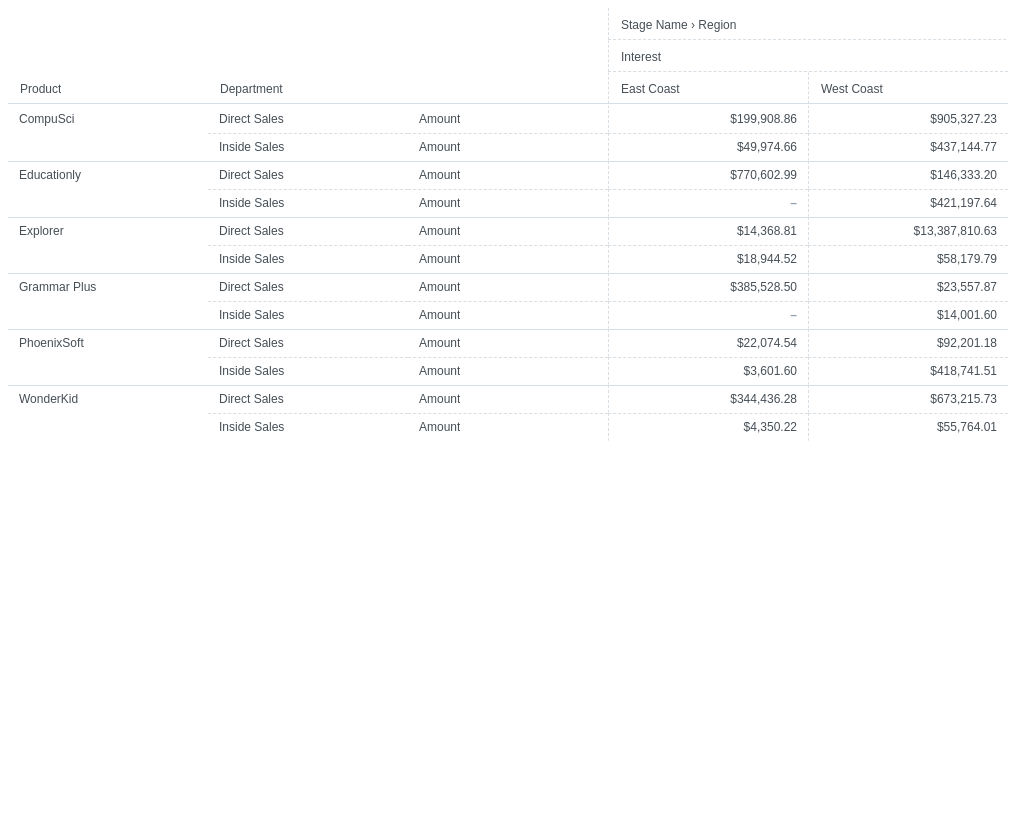 Stage Name › Region
Interest
Product Department East Coast West Coast
CompuSci Direct Sales Amount $199,908.86 $905,327.23
Inside Sales Amount $49,974.66 $437,144.77
Educationly Direct Sales Amount $770,602.99 $146,333.20
Inside Sales Amount – $421,197.64
Explorer Direct Sales Amount $14,368.81 $13,387,810.63
Inside Sales Amount $18,944.52 $58,179.79
Grammar Plus Direct Sales Amount $385,528.50 $23,557.87
Inside Sales Amount – $14,001.60
PhoenixSoft Direct Sales Amount $22,074.54 $92,201.18
Inside Sales Amount $3,601.60 $418,741.51
WonderKid Direct Sales Amount $344,436.28 $673,215.73
Inside Sales Amount $4,350.22 $55,764.01